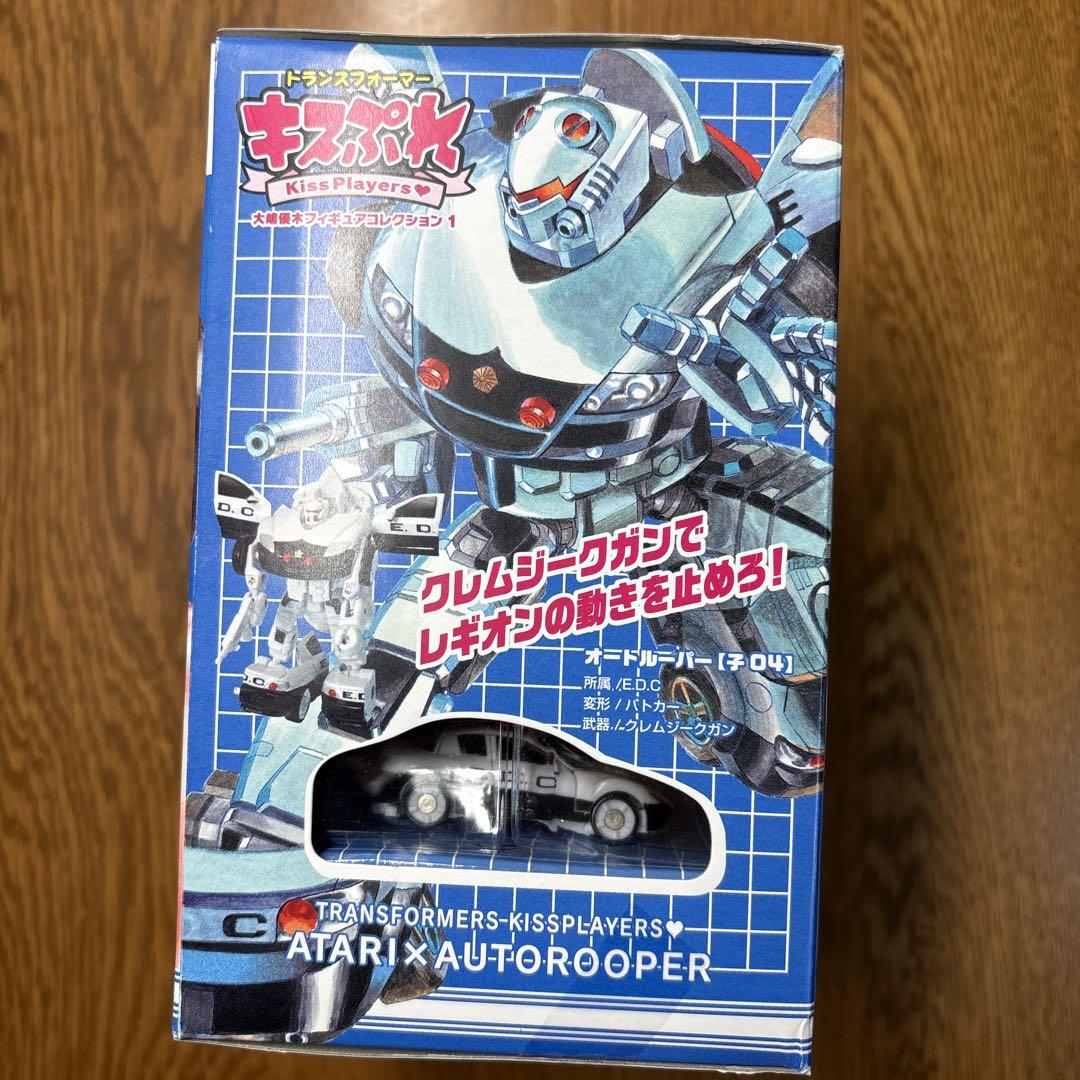 トランスフォーマー
キスぷれ
Kiss Players♥
大嶋優木フィギュアコレクション 1
E
D.C
E.D.
D.C
E.D
クレムジークガンで
レギオンの動きを止めろ!
オートルーパー【子 04】
所属 / E.D.C
変形 / パトカー
武器 / クレムジークガン
C
C
TRANSFORMERS-KISSPLAYERS♥
ATARI×AUTOROOPER